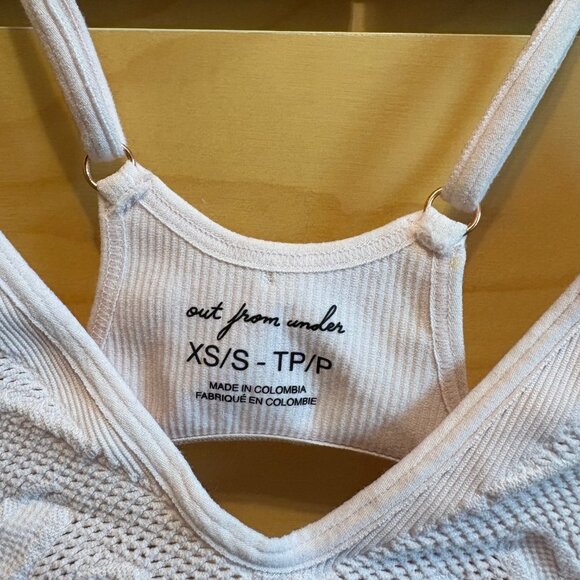 out from under
XS/S - TP/P
MADE IN COLOMBIA
FABRIQUÉ EN COLOMBIE